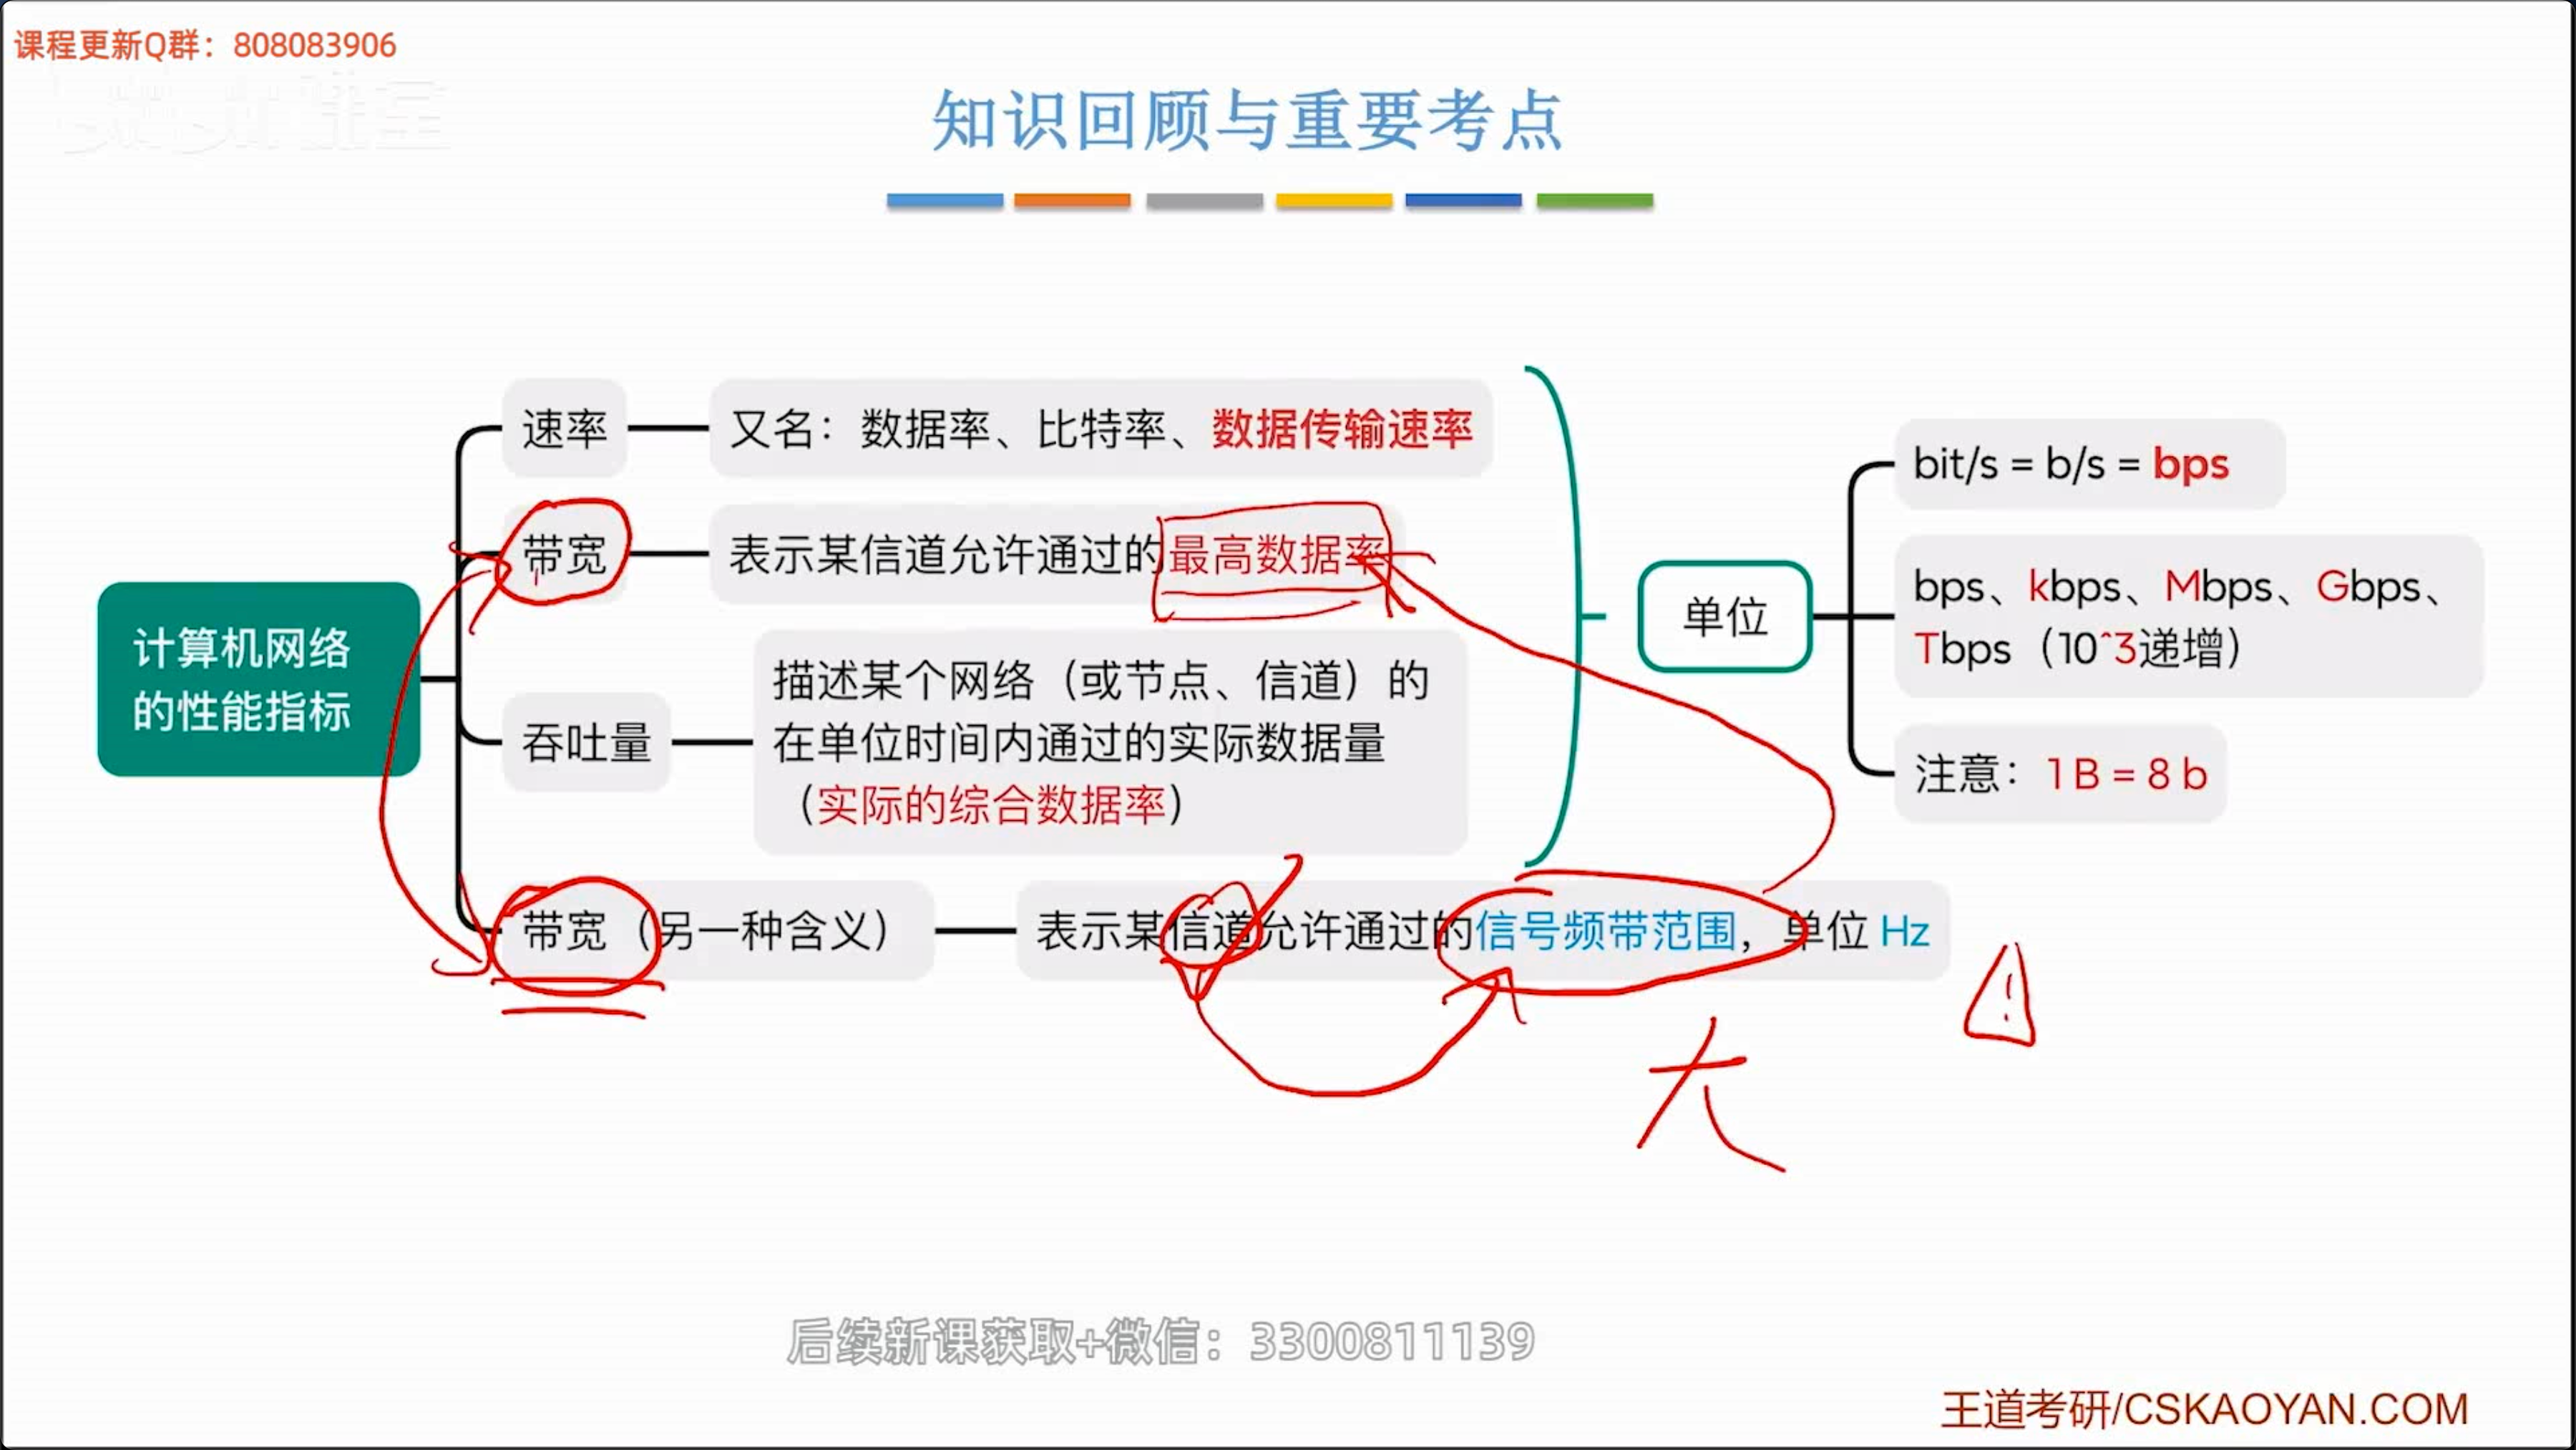 课程更新Q群：808083906
知识回顾与重要考点
计算机网络
的性能指标
速率
又名：数据率、比特率、数据传输速率
带宽
表示某信道允许通过的最高数据率
吞吐量
描述某个网络（或节点、信道）的
在单位时间内通过的实际数据量
（实际的综合数据率）
带宽（另一种含义）
表示某信道允许通过的信号频带范围，单位 Hz
单位
bit/s = b/s = bps
bps、kbps、Mbps、Gbps、
Tbps（10^3递增）
注意：1 B = 8 b
!
大
后续新课获取+微信：3300811139
王道考研/CSKAOYAN.COM